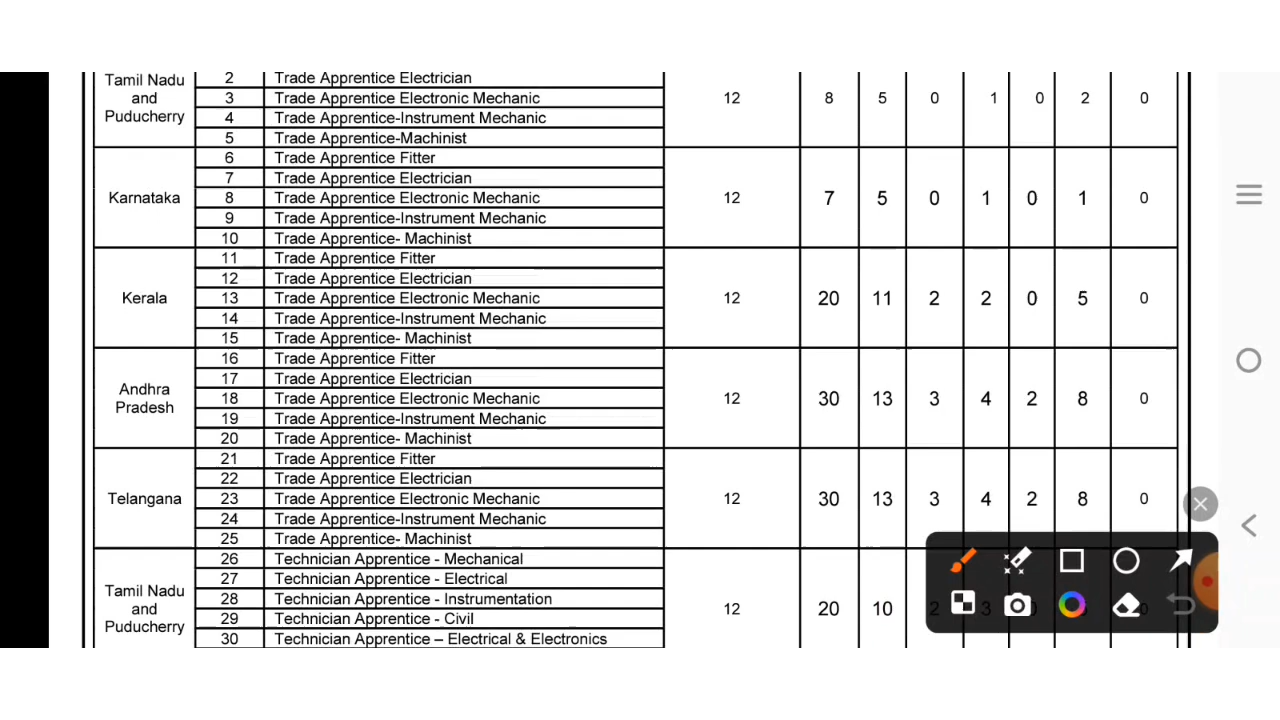 Tamil Nadu and Puducherry
2 Trade Apprentice Electrician
3 Trade Apprentice Electronic Mechanic 12 8 5 0 1 0 2 0
4 Trade Apprentice-Instrument Mechanic
5 Trade Apprentice-Machinist
6 Trade Apprentice Fitter
7 Trade Apprentice Electrician
Karnataka 8 Trade Apprentice Electronic Mechanic 12 7 5 0 1 0 1 0
9 Trade Apprentice-Instrument Mechanic
10 Trade Apprentice- Machinist
11 Trade Apprentice Fitter
12 Trade Apprentice Electrician
Kerala 13 Trade Apprentice Electronic Mechanic 12 20 11 2 2 0 5 0
14 Trade Apprentice-Instrument Mechanic
15 Trade Apprentice- Machinist
16 Trade Apprentice Fitter
17 Trade Apprentice Electrician
Andhra Pradesh 18 Trade Apprentice Electronic Mechanic 12 30 13 3 4 2 8 0
19 Trade Apprentice-Instrument Mechanic
20 Trade Apprentice- Machinist
21 Trade Apprentice Fitter
22 Trade Apprentice Electrician
Telangana 23 Trade Apprentice Electronic Mechanic 12 30 13 3 4 2 8 0
24 Trade Apprentice-Instrument Mechanic
25 Trade Apprentice- Machinist
26 Technician Apprentice - Mechanical
27 Technician Apprentice - Electrical
Tamil Nadu and Puducherry 28 Technician Apprentice - Instrumentation 12 20 10 2 3
29 Technician Apprentice - Civil
30 Technician Apprentice – Electrical & Electronics